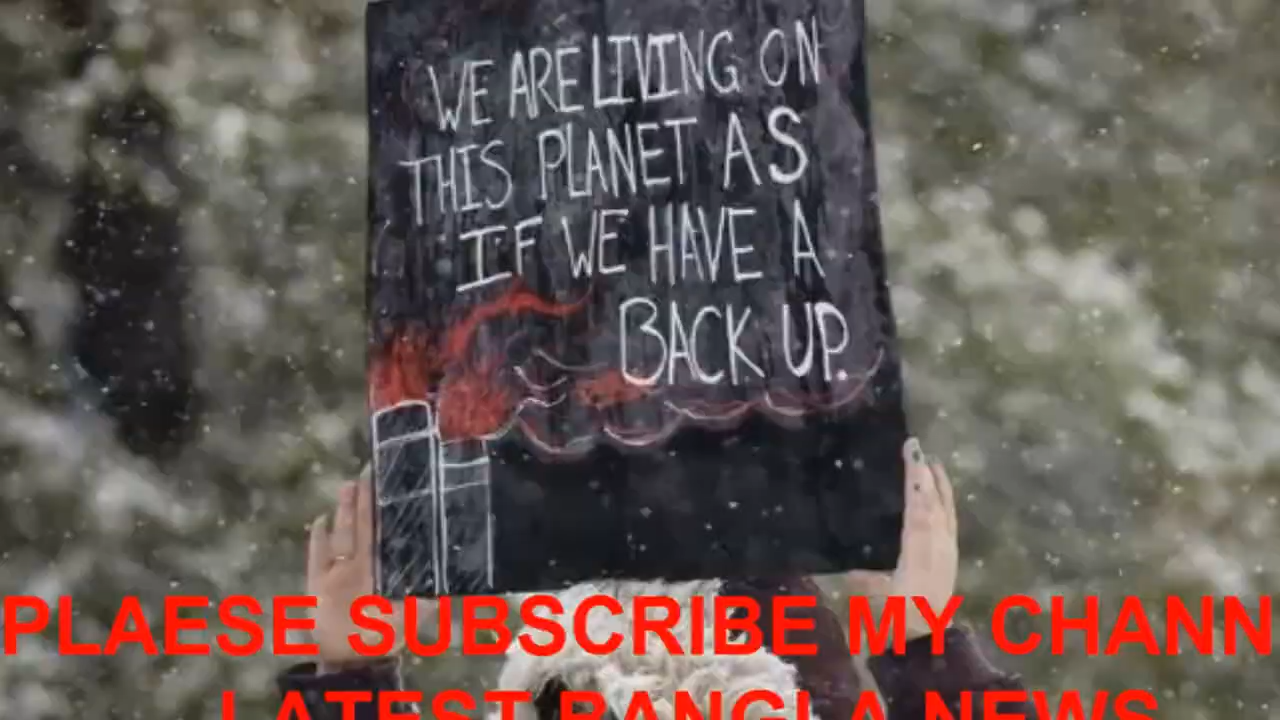 WE ARE LIVING ON
THIS PLANET AS
IF WE HAVE A
BACK UP.
PLAESE SUBSCRIBE MY CHANN
LATEST BANGLA NEWS